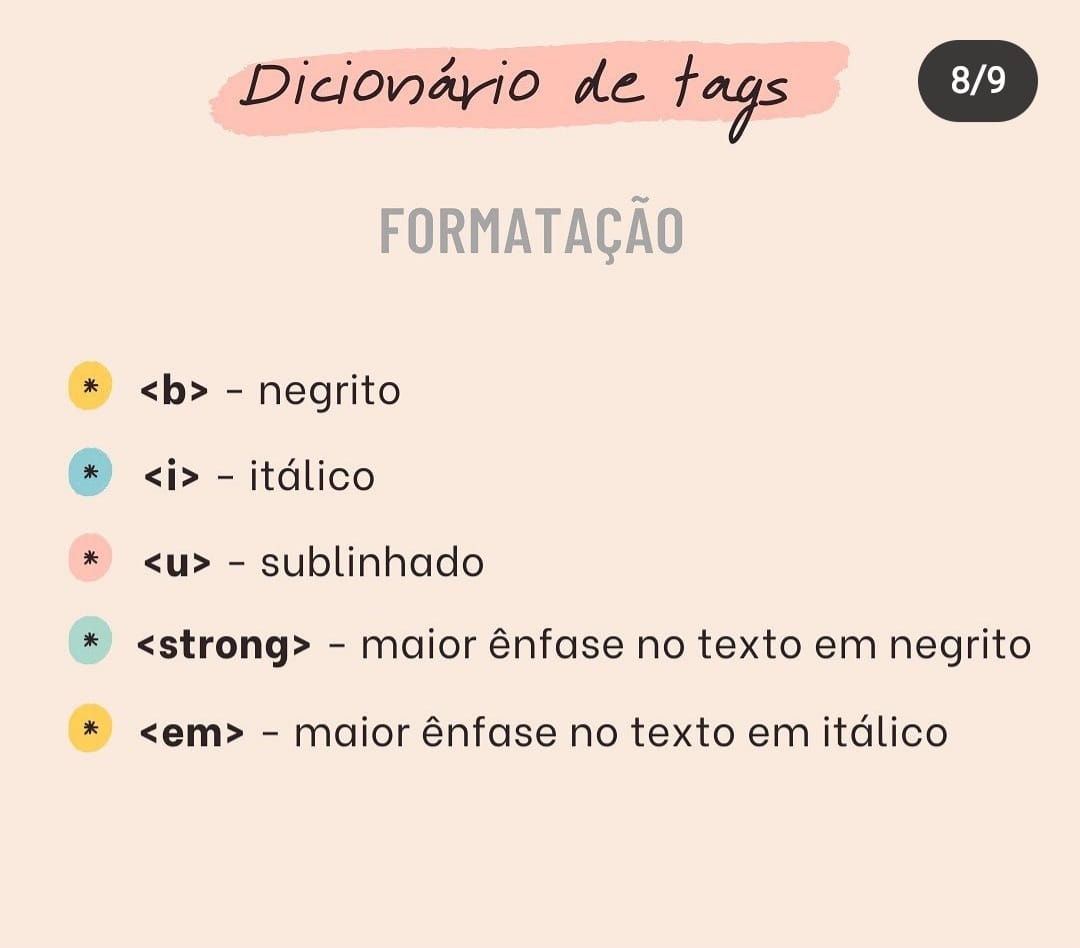 Dicionário de tags
8/9
FORMATAÇÃO
* <b> - negrito
* <i> - itálico
* <u> - sublinhado
* <strong> - maior ênfase no texto em negrito
* <em> - maior ênfase no texto em itálico